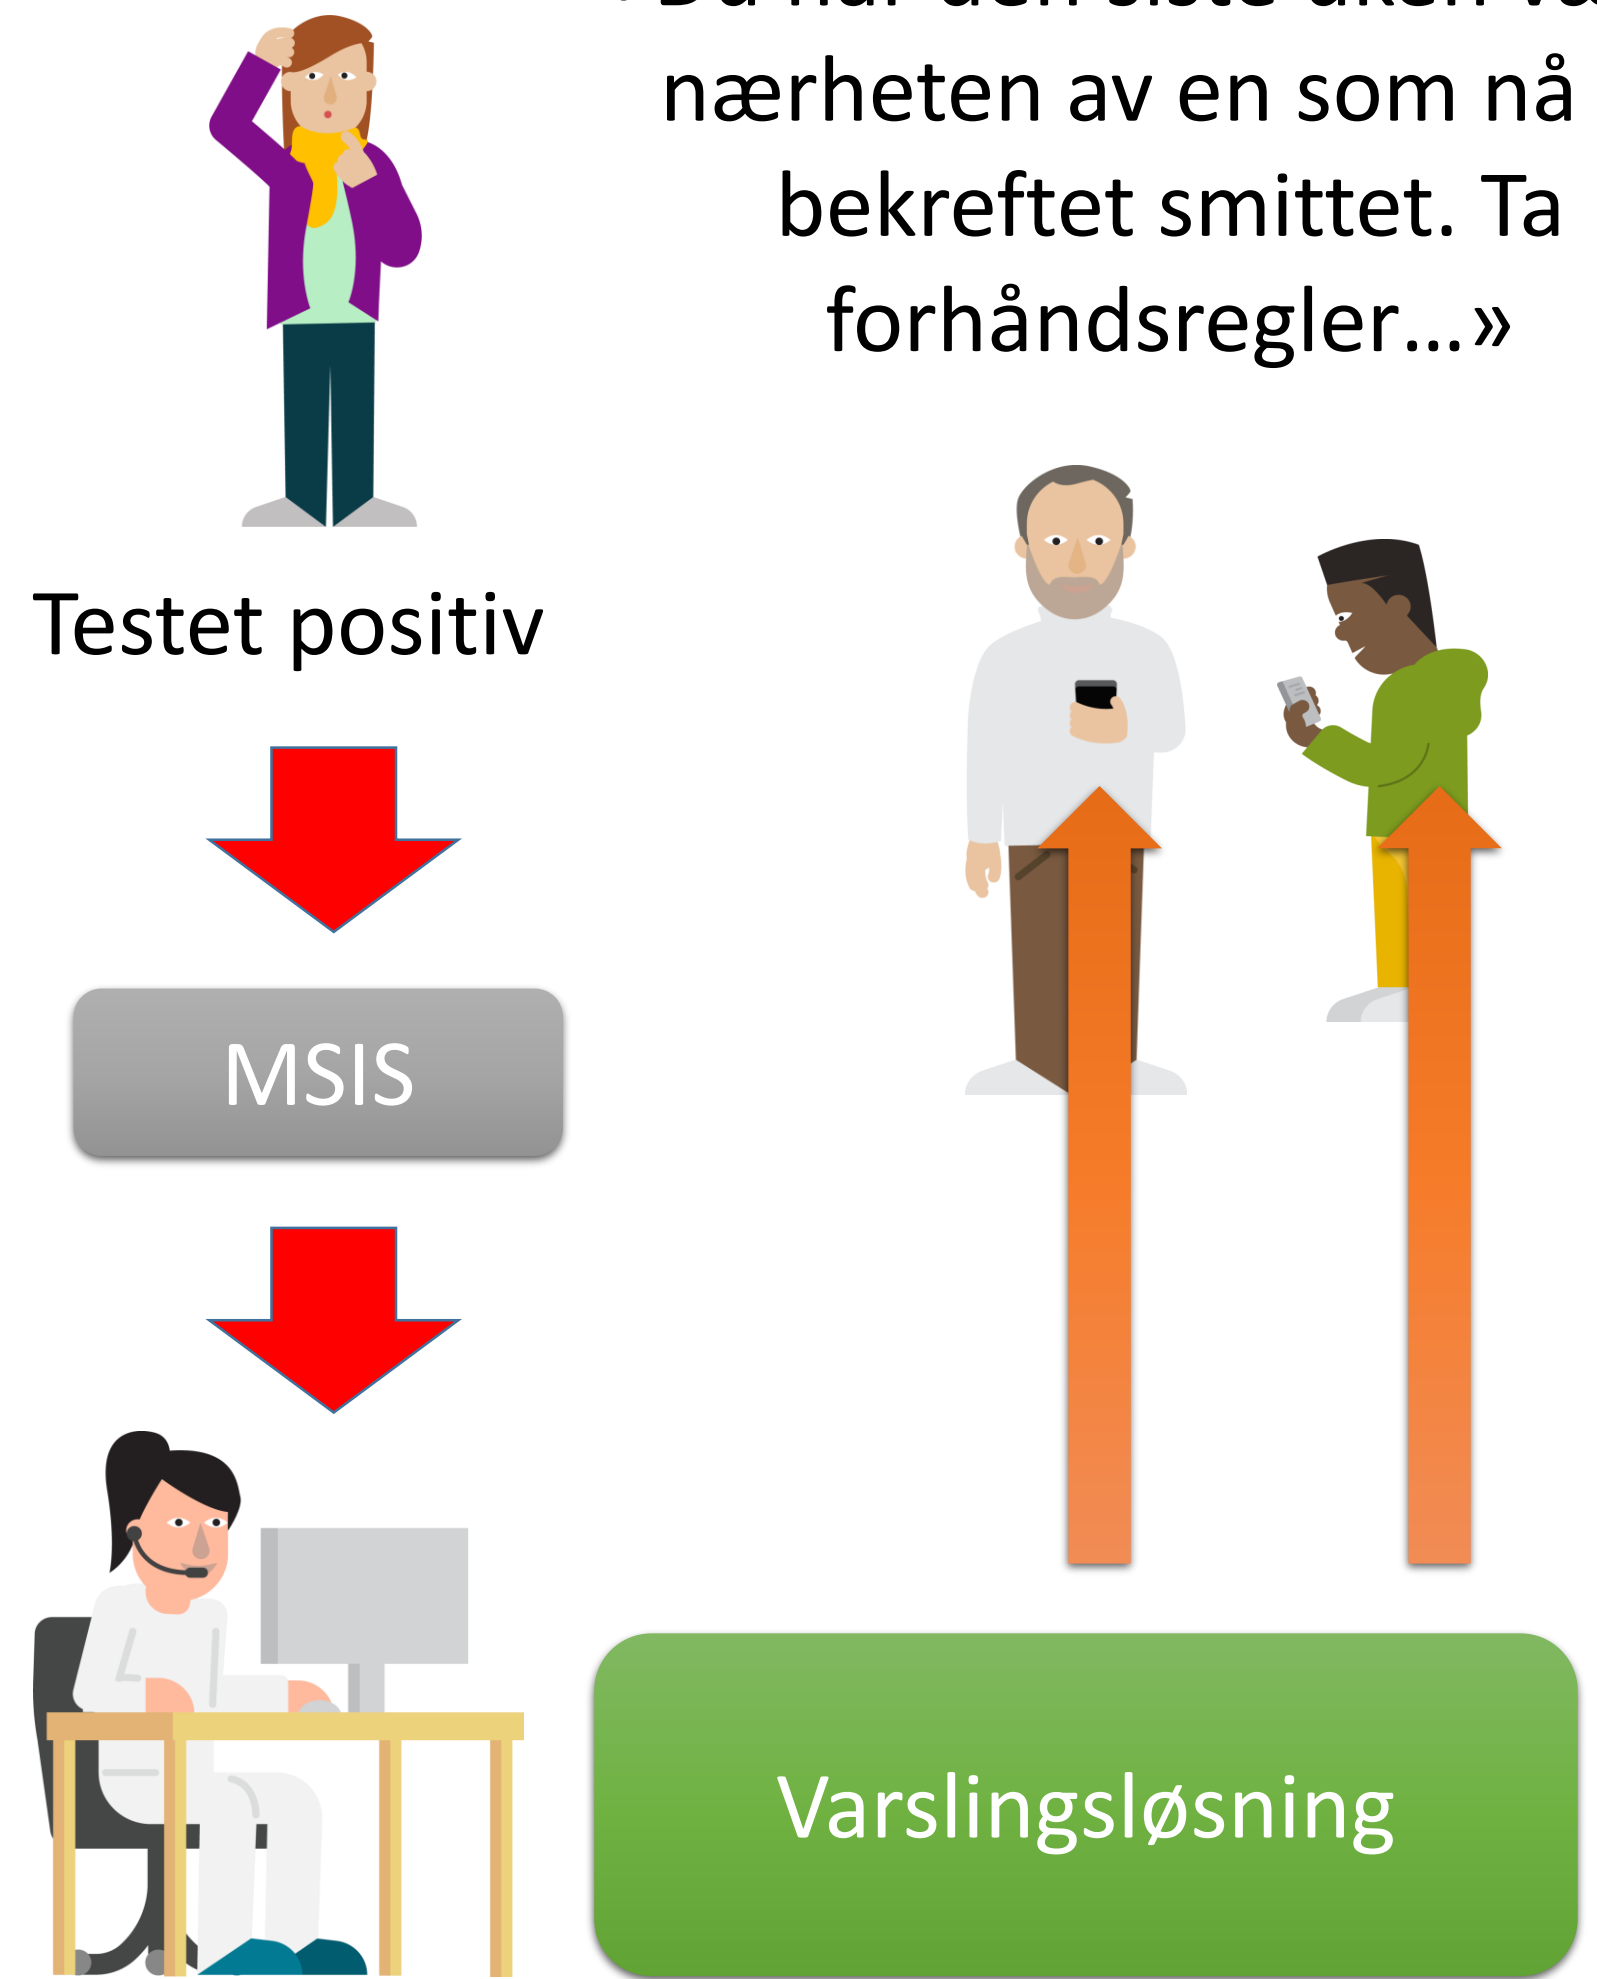 nærheten av en som nå
bekreftet smittet. Ta
forhåndsregler...»
Testet positiv
MSIS
Varslingsløsning